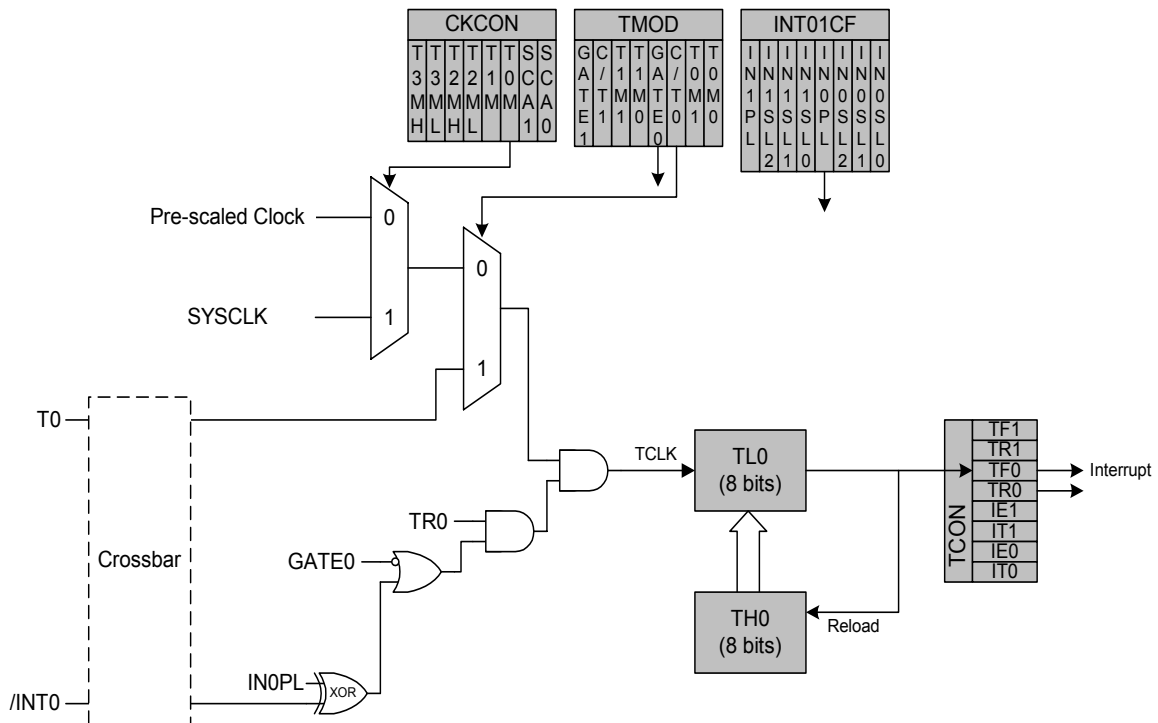 CKCON
TMOD
INT01CF
T3MH
T3ML
T2MH
T2ML
T1M
T0M
SCA1
SCA0
GATE1
C/T1
T1M1
T1M0
GATE0
C/T0
T0M1
T0M0
IN1PL
IN1SL2
IN1SL1
IN1SL0
IN0PL
IN0SL2
IN0SL1
IN0SL0
Pre-scaled Clock
0
0
SYSCLK
1
1
T0
TCLK
TL0
(8 bits)
TF1
TR1
TF0
TR0
IE1
IT1
IE0
IT0
TCON
Interrupt
TR0
Crossbar
GATE0
TH0
(8 bits)
Reload
IN0PL
XOR
/INT0